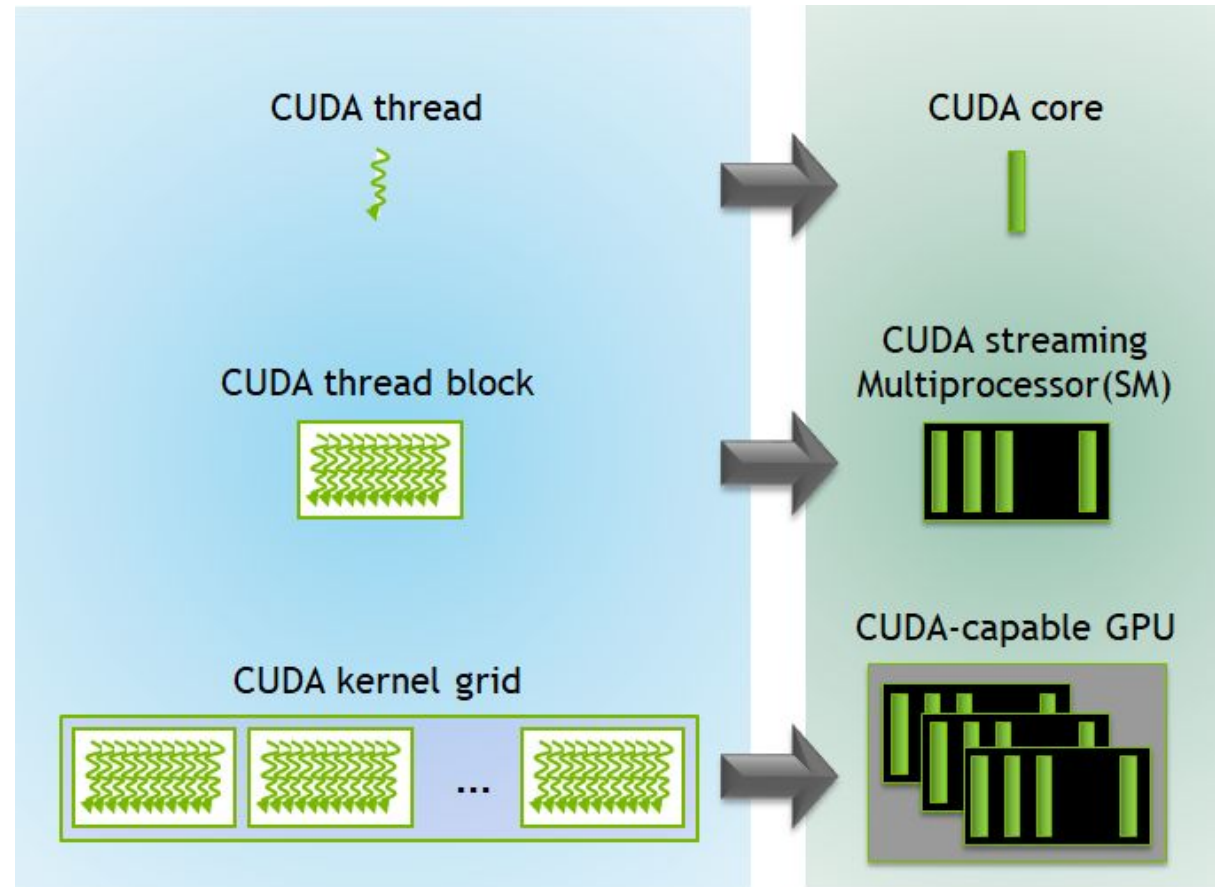 CUDA thread
CUDA core
CUDA thread block
CUDA streaming
Multiprocessor(SM)
CUDA kernel grid
...
CUDA-capable GPU